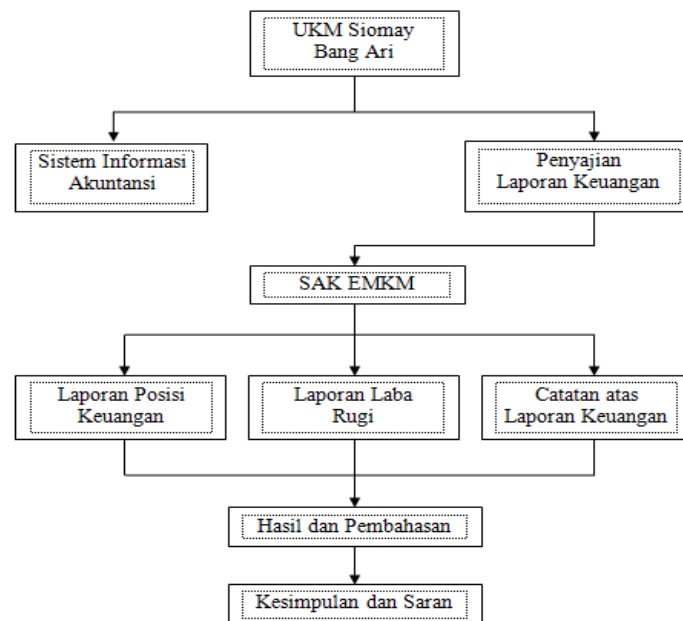 UKM Siomay
Bang Ari
Sistem Informasi
Akuntansi
Penyajian
Laporan Keuangan
SAK EMKM
Laporan Posisi
Keuangan
Laporan Laba
Rugi
Catatan atas
Laporan Keuangan
Hasil dan Pembahasan
Kesimpulan dan Saran